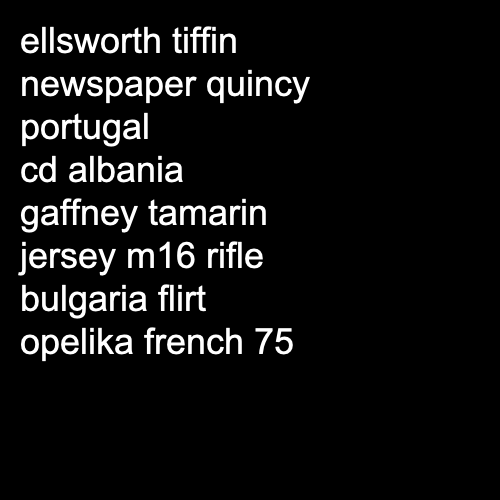 ellsworth tiffin
newspaper quincy
portugal
cd albania
gaffney tamarin
jersey m16 rifle
bulgaria flirt
opelika french 75